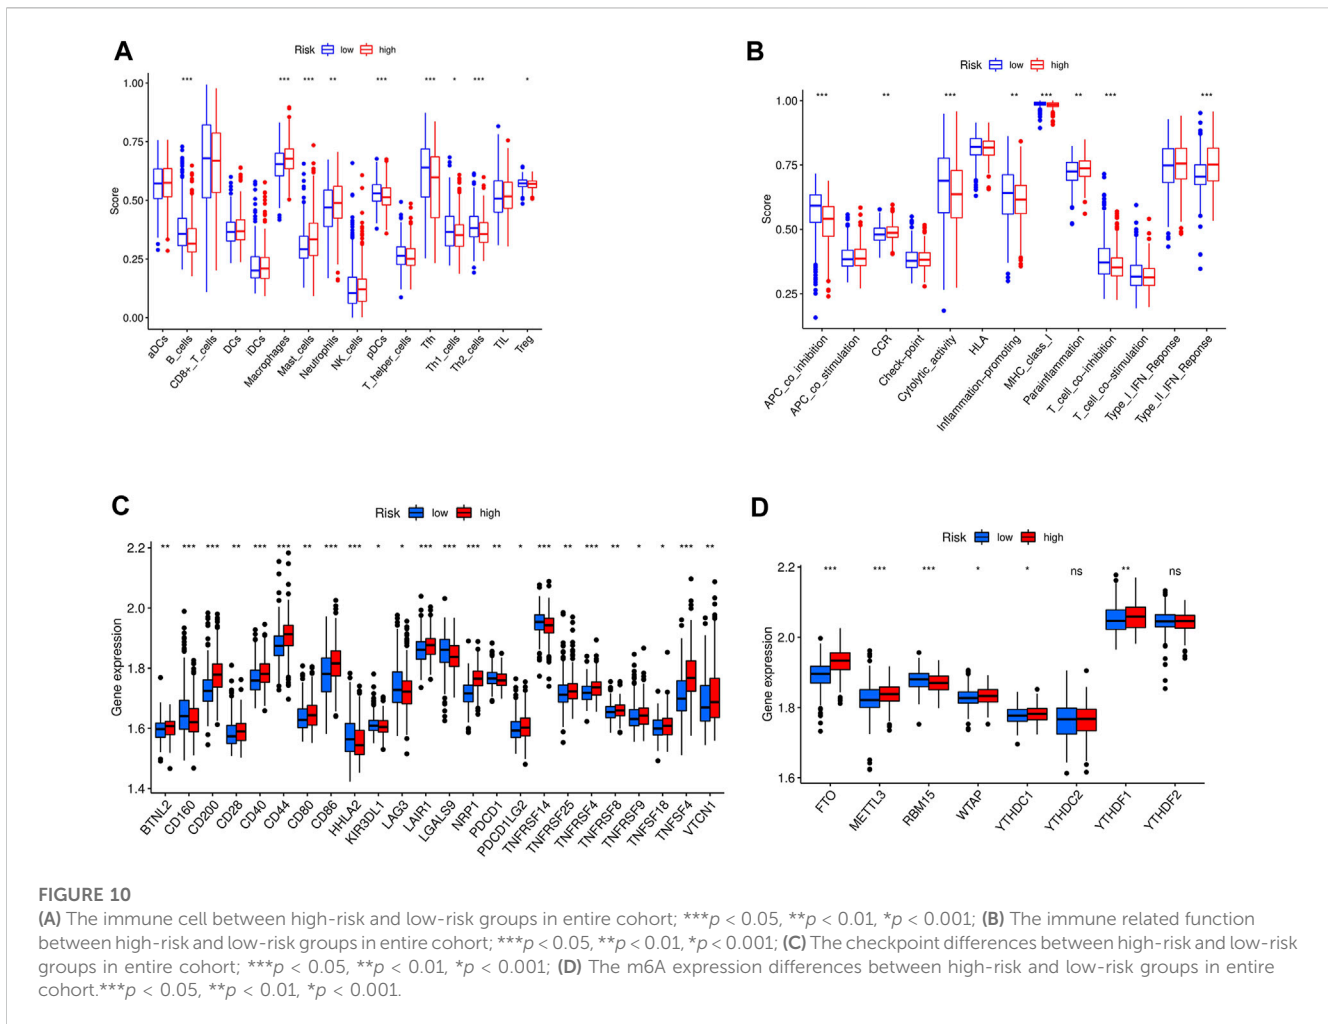 A
Risk low high
*** *** *** ** *** *** * *** *
Score
1.00
0.75
0.50
0.25
0.00
aDCs
B_cells
CD8+_T_cells
DCs
iDCs
Macrophages
Mast_cells
Neutrophils
NK_cells
pDCs
T_helper_cells
Tfh
Th1_cells
Th2_cells
TIL
Treg
B
Risk low high
*** ** *** ** *** ** *** ***
Score
1.00
0.75
0.50
0.25
APC_co_inhibition
APC_co_stimulation
CCR
Check-point
Cytolytic_activity
HLA
Inflammation-promoting
MHC_class_I
Parainflammation
T_cell_co-inhibition
T_cell_co-stimulation
Type_I_IFN_Reponse
Type_II_IFN_Reponse
C
Risk low high
** *** *** ** *** *** ** *** *** * * *** *** *** ** * *** ** *** ** * * *** **
Gene expression
2.2
2.0
1.8
1.6
1.4
BTNL2
CD160
CD200
CD28
CD40
CD44
CD80
CD86
HHLA2
KIR3DL1
LAG3
LAIR1
LGALS9
NRP1
PDCD1
PDCD1LG2
TNFRSF14
TNFRSF25
TNFRSF4
TNFRSF8
TNFRSF9
TNFSF18
TNFSF4
VTCN1
D
Risk low high
*** *** *** * * ns ** ns
Gene expression
2.2
2.0
1.8
1.6
FTO
METTL3
RBM15
WTAP
YTHDC1
YTHDC2
YTHDF1
YTHDF2
FIGURE 10
(A) The immune cell between high-risk and low-risk groups in entire cohort; ***p < 0.05, **p < 0.01, *p < 0.001; (B) The immune related function
between high-risk and low-risk groups in entire cohort; ***p < 0.05, **p < 0.01, *p < 0.001; (C) The checkpoint differences between high-risk and low-risk
groups in entire cohort; ***p < 0.05, **p < 0.01, *p < 0.001; (D) The m6A expression differences between high-risk and low-risk groups in entire
cohort.***p < 0.05, **p < 0.01, *p < 0.001.